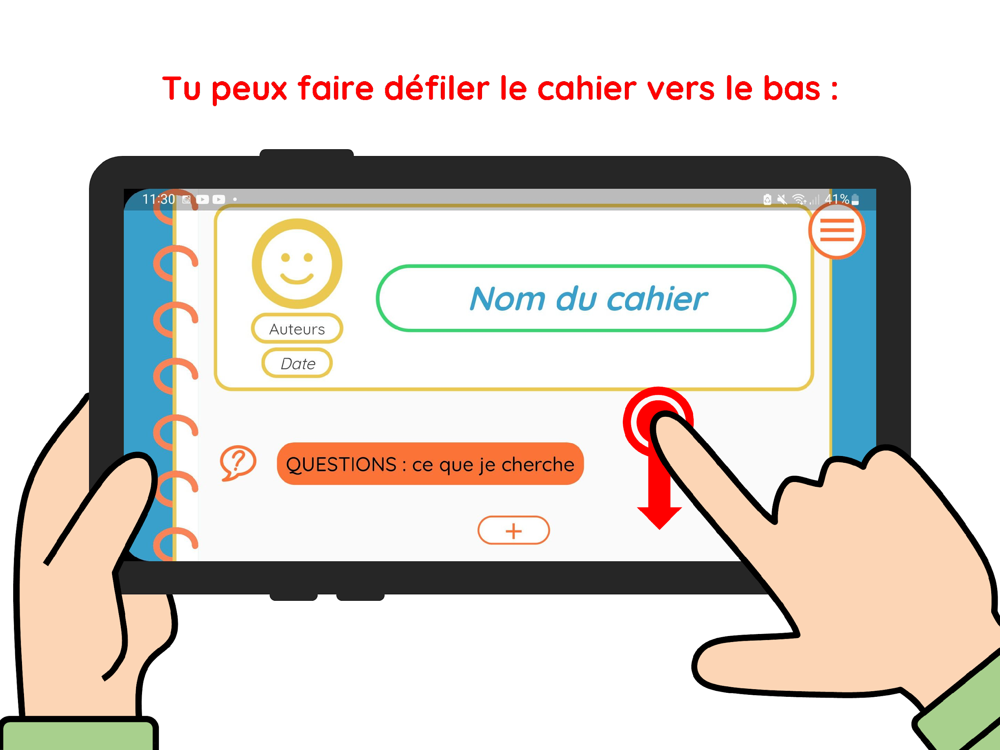 Tu peux faire défiler le cahier vers le bas :
11:30
41%
Nom du cahier
Auteurs
Date
QUESTIONS : ce que je cherche
+